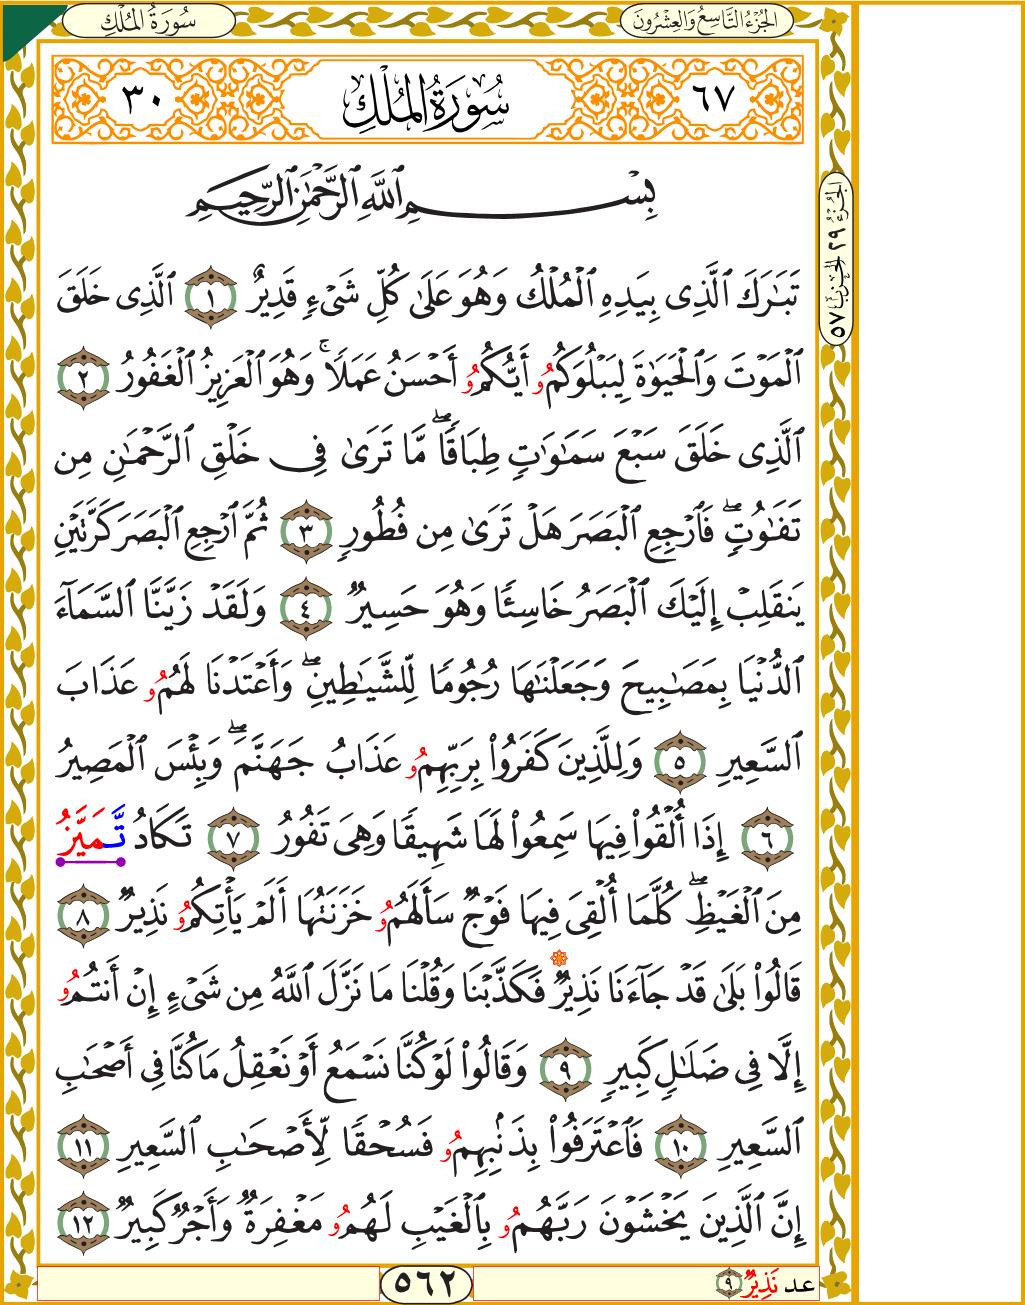 الجُزْءُ التَّاسِعُ وَالعِشْرُونَ
سُورَةُ المُلْكِ
٦٧
سُورَةُ المُلْكِ
٣٠
بِسْمِ ٱللَّهِ ٱلرَّحْمَٰنِ ٱلرَّحِيمِ
تَبَٰرَكَ ٱلَّذِى بِيَدِهِ ٱلْمُلْكُ وَهُوَ عَلَىٰ كُلِّ شَىْءٍ قَدِيرٌ ١ ٱلَّذِى خَلَقَ
ٱلْمَوْتَ وَٱلْحَيَوٰةَ لِيَبْلُوَكُمُۥ أَيُّكُمُۥ أَحْسَنُ عَمَلًاۚ وَهُوَ ٱلْعَزِيزُ ٱلْغَفُورُ ٢
ٱلَّذِى خَلَقَ سَبْعَ سَمَٰوَٰتٍ طِبَاقًاۖ مَّا تَرَىٰ فِى خَلْقِ ٱلرَّحْمَٰنِ مِن
تَفَٰوُتٍۖ فَٱرْجِعِ ٱلْبَصَرَ هَلْ تَرَىٰ مِن فُطُورٍ ٣ ثُمَّ ٱرْجِعِ ٱلْبَصَرَ كَرَّتَيْنِ
يَنقَلِبْ إِلَيْكَ ٱلْبَصَرُ خَاسِئًا وَهُوَ حَسِيرٌ ٤ وَلَقَدْ زَيَّنَّا ٱلسَّمَآءَ
ٱلدُّنْيَا بِمَصَٰبِيحَ وَجَعَلْنَٰهَا رُجُومًا لِّلشَّيَٰطِينِۖ وَأَعْتَدْنَا لَهُمُۥ عَذَابَ
ٱلسَّعِيرِ ٥ وَلِلَّذِينَ كَفَرُوا۟ بِرَبِّهِمُۥ عَذَابُ جَهَنَّمَۖ وَبِئْسَ ٱلْمَصِيرُ
٦ إِذَا أُلْقُوا۟ فِيهَا سَمِعُوا۟ لَهَا شَهِيقًا وَهِىَ تَفُورُ ٧ تَكَادُ تَّمَيَّزُ
مِنَ ٱلْغَيْظِۖ كُلَّمَا أُلْقِىَ فِيهَا فَوْجٌ سَأَلَهُمُۥ خَزَنَتُهَا أَلَمْ يَأْتِكُمُۥ نَذِيرٌ ٨
قَالُوا۟ بَلَىٰ قَدْ جَآءَنَا نَذِيرٌ فَكَذَّبْنَا وَقُلْنَا مَا نَزَّلَ ٱللَّهُ مِن شَىْءٍ إِنْ أَنتُمُۥ
إِلَّا فِى ضَلَٰلٍ كَبِيرٍ ٩ وَقَالُوا۟ لَوْ كُنَّا نَسْمَعُ أَوْ نَعْقِلُ مَا كُنَّا فِى أَصْحَٰبِ
ٱلسَّعِيرِ ١٠ فَٱعْتَرَفُوا۟ بِذَنۢبِهِمُۥ فَسُحْقًا لِّأَصْحَٰبِ ٱلسَّعِيرِ ١١
إِنَّ ٱلَّذِينَ يَخْشَوْنَ رَبَّهُمُۥ بِٱلْغَيْبِ لَهُمُۥ مَغْفِرَةٌ وَأَجْرٌ كَبِيرٌ ١٢
الجُزْءُ ٢٩ الحِزْبُ ٥٧
عد نَذِيرٌ ٩
٥٦٢